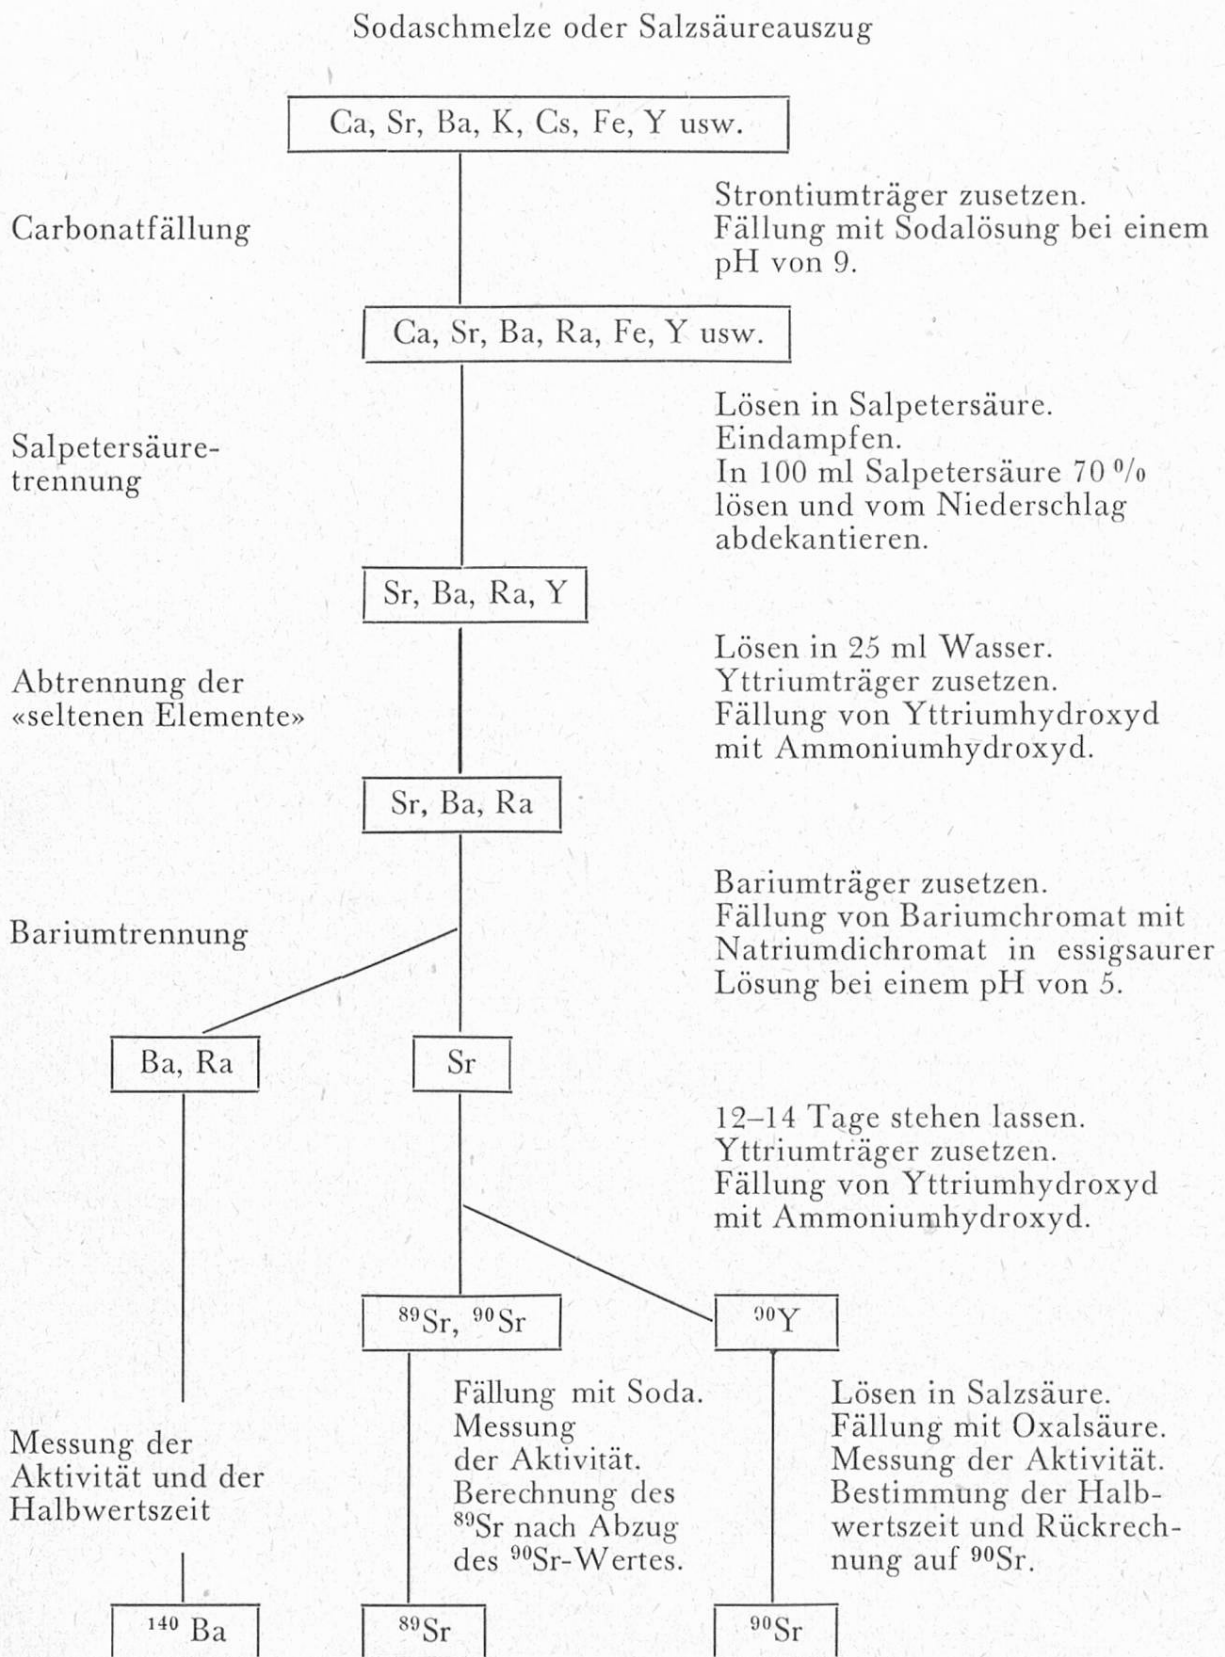 Sodaschmelze oder Salzsäureauszug
Ca, Sr, Ba, K, Cs, Fe, Y usw.
Carbonatfällung
Strontiumträger zusetzen.
Fällung mit Sodalösung bei einem
pH von 9.
Ca, Sr, Ba, Ra, Fe, Y usw.
Salpetersäure-
trennung
Lösen in Salpetersäure.
Eindampfen.
In 100 ml Salpetersäure 70 %
lösen und vom Niederschlag
abdekantieren.
Sr, Ba, Ra, Y
Abtrennung der
«seltenen Elemente»
Lösen in 25 ml Wasser.
Yttriumträger zusetzen.
Fällung von Yttriumhydroxyd
mit Ammoniumhydroxyd.
Sr, Ba, Ra
Bariumtrennung
Bariumträger zusetzen.
Fällung von Bariumchromat mit
Natriumdichromat in essigsaurer
Lösung bei einem pH von 5.
Ba, Ra
Sr
12–14 Tage stehen lassen.
Yttriumträger zusetzen.
Fällung von Yttriumhydroxyd
mit Ammoniumhydroxyd.
⁸⁹Sr, ⁹⁰Sr
⁹⁰Y
Messung der
Aktivität und der
Halbwertszeit
Fällung mit Soda.
Messung
der Aktivität.
Berechnung des
⁸⁹Sr nach Abzug
des ⁹⁰Sr-Wertes.
Lösen in Salzsäure.
Fällung mit Oxalsäure.
Messung der Aktivität.
Bestimmung der Halb-
wertszeit und Rückrech-
nung auf ⁹⁰Sr.
¹⁴⁰ Ba
⁸⁹Sr
⁹⁰Sr